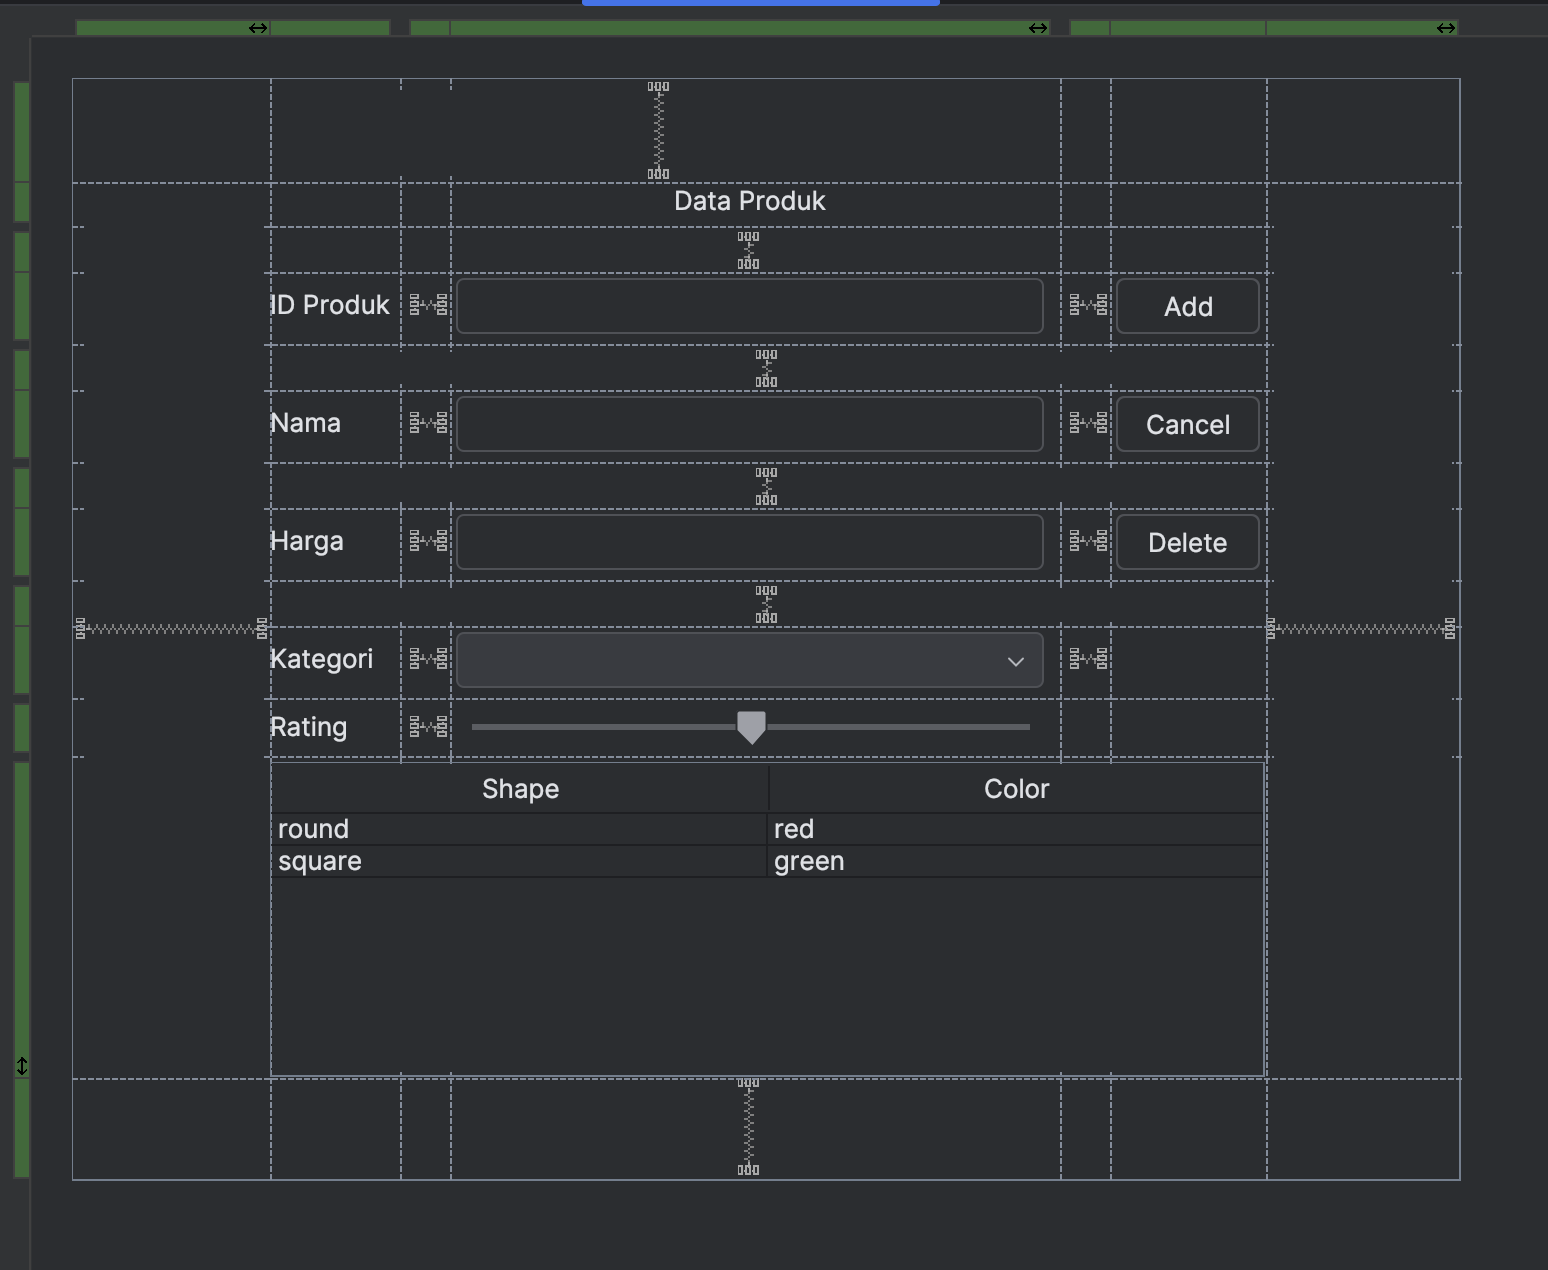 Data Produk
ID Produk Add
Nama Cancel
Harga Delete
Kategori
Rating
Shape Color
round red
square green